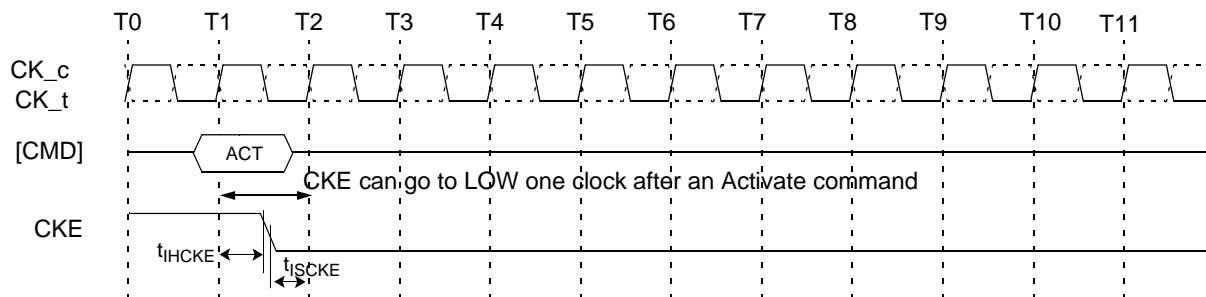 T0 T1 T2 T3 T4 T5 T6 T7 T8 T9 T10 T11
CK_c
CK_t
[CMD] ACT
CKE can go to LOW one clock after an Activate command
CKE
tIHCKE
tISCKE